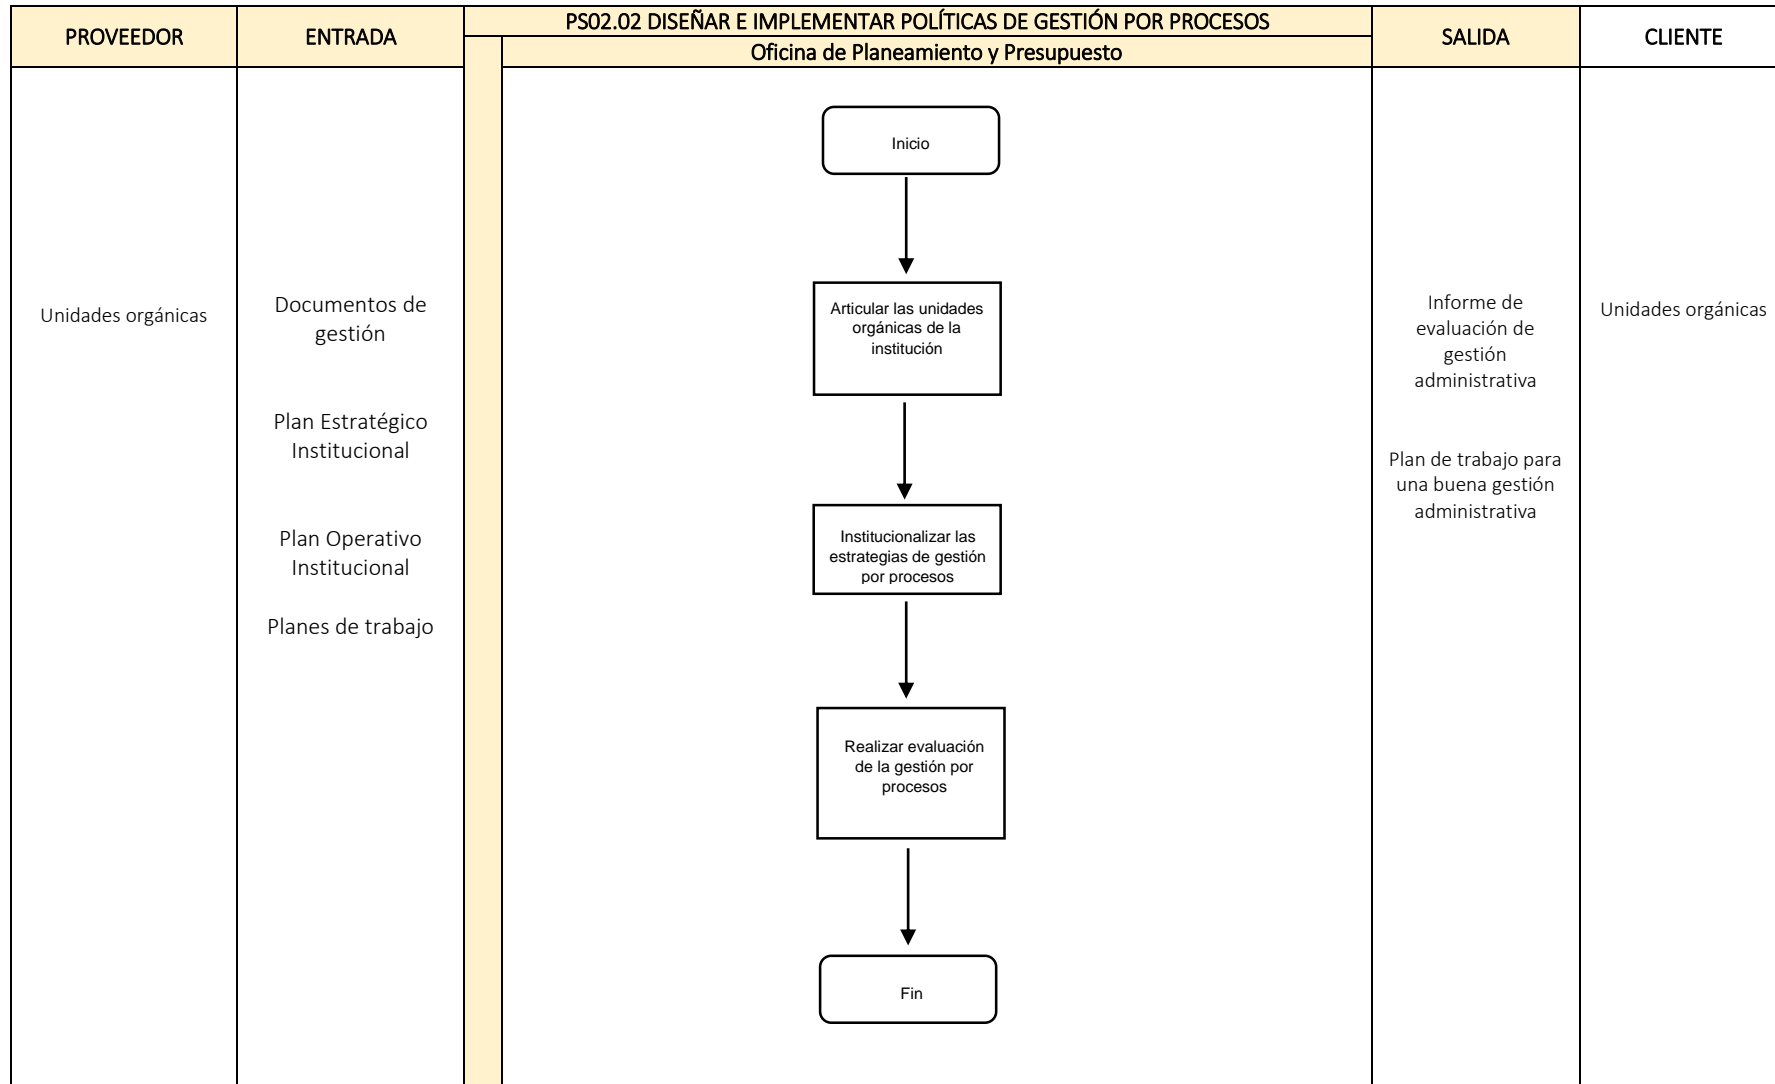 PROVEEDOR
ENTRADA
PS02.02 DISEÑAR E IMPLEMENTAR POLÍTICAS DE GESTIÓN POR PROCESOS
Oficina de Planeamiento y Presupuesto
SALIDA
CLIENTE
Unidades orgánicas
Documentos de
gestión
Plan Estratégico
Institucional
Plan Operativo
Institucional
Planes de trabajo
Inicio
Articular las unidades
orgánicas de la
institución
Institucionalizar las
estrategias de gestión
por procesos
Realizar evaluación
de la gestión por
procesos
Fin
Informe de
evaluación de
gestión
administrativa
Plan de trabajo para
una buena gestión
administrativa
Unidades orgánicas